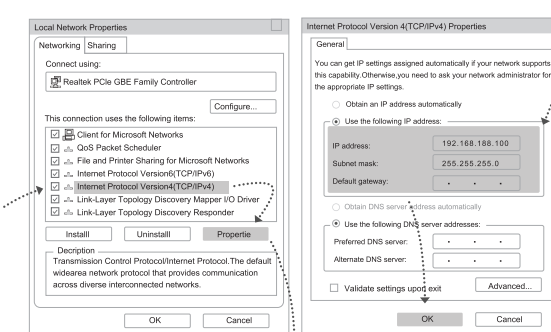 Local Network Properties
Networking Sharing
Connect using:
Realtek PCIe GBE Family Controller
Configure...
This connection uses the following items:
Client for Microsoft Networks
QoS Packet Scheduler
File and Printer Sharing for Microsoft Networks
Internet Protocol Version6(TCP/IPv6)
Internet Protocol Version4(TCP/IPv4)
Link-Layer Topology Discovery Mapper I/O Driver
Link-Layer Topology Discovery Responder
Installl Uninstalll Propertie
Decription
Transmission Control Protocol/Internet Protocol.The default
widearea network protocol that provides communication
across diverse interconnected networks.
OK Cancel
Internet Protocol Version 4(TCP/IPv4) Properties
General
You can get IP settings assigned automatically if your network supports
this capability.Otherwise,you need to ask your network administrator for
the appropriate IP settings.
Obtain an IP address automatically
Use the following IP address:
IP address: 192.168.188.100
Subnet mask: 255.255.255.0
Default gateway: . . .
Obtain DNS server address automatically
Use the following DNS server addresses:
Preferred DNS server: . . .
Alternate DNS server: . . .
Validate settings upon exit Advanced...
OK Cancel